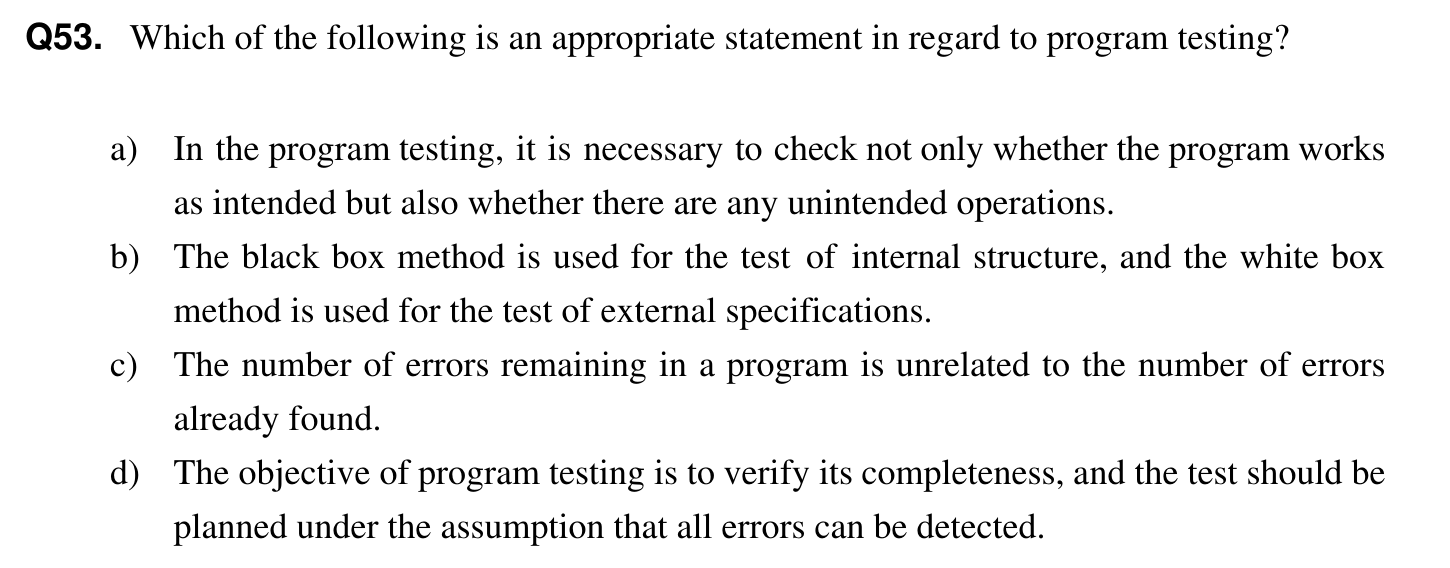 Q53. Which of the following is an appropriate statement in regard to program testing?
a) In the program testing, it is necessary to check not only whether the program works
as intended but also whether there are any unintended operations.
b) The black box method is used for the test of internal structure, and the white box
method is used for the test of external specifications.
c) The number of errors remaining in a program is unrelated to the number of errors
already found.
d) The objective of program testing is to verify its completeness, and the test should be
planned under the assumption that all errors can be detected.